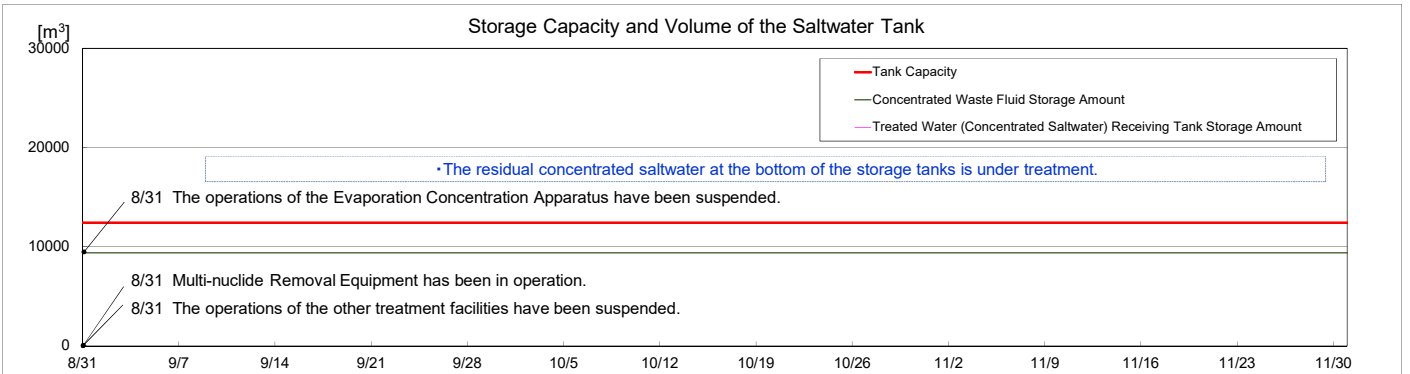 Storage Capacity and Volume of the Saltwater Tank
[m³]
30000
Tank Capacity
Concentrated Waste Fluid Storage Amount
Treated Water (Concentrated Saltwater) Receiving Tank Storage Amount
20000
・The residual concentrated saltwater at the bottom of the storage tanks is under treatment.
8/31 The operations of the Evaporation Concentration Apparatus have been suspended.
10000
8/31 Multi-nuclide Removal Equipment has been in operation.
8/31 The operations of the other treatment facilities have been suspended.
0
8/31 9/7 9/14 9/21 9/28 10/5 10/12 10/19 10/26 11/2 11/9 11/16 11/23 11/30